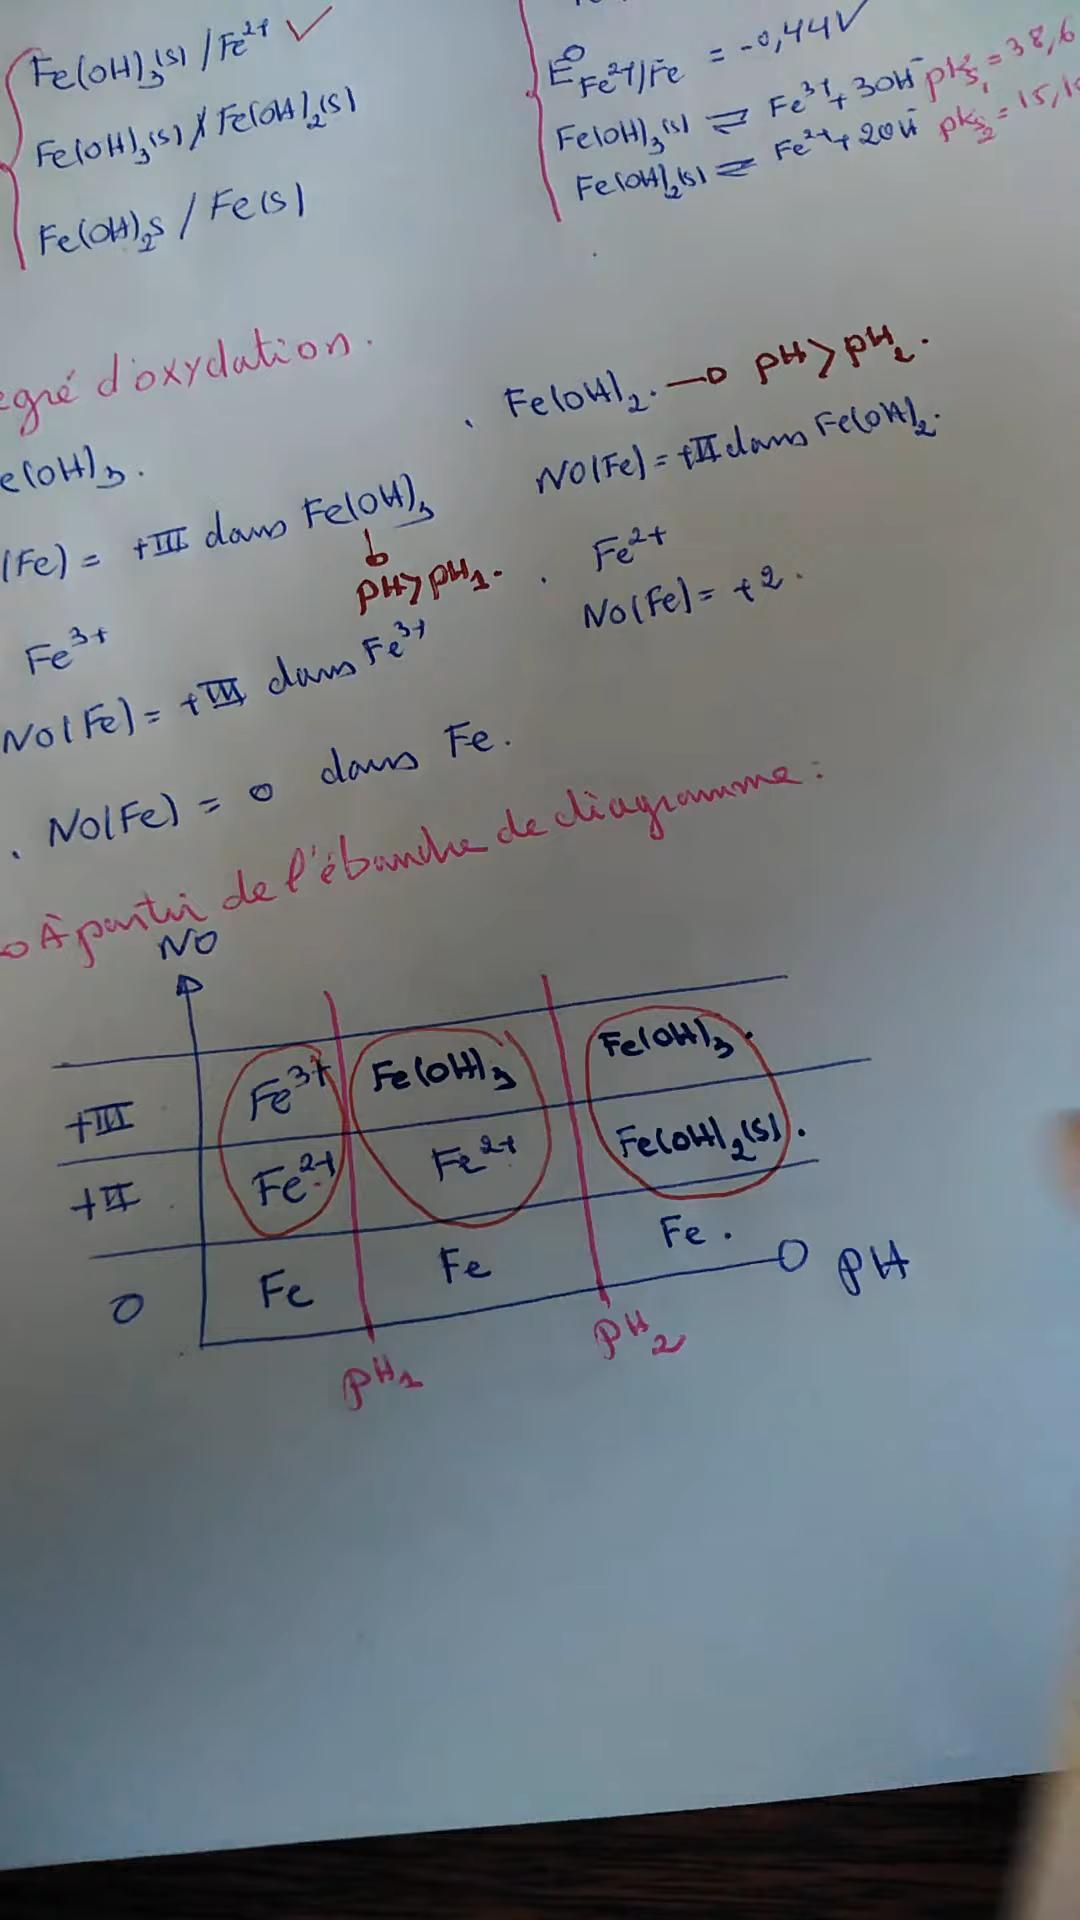 Fe(OH)₃(s) / Fe²⁺ ✓
Fe(OH)₃(s) / Fe(OH)₂(s)
Fe(OH)₂s / Fe(s)
E°Fe²⁺/Fe = -0,44V
Fe(OH)₃(s) ⇌ Fe³⁺ + 3OH⁻ pks₁ = 38,6
Fe(OH)₂(s) ⇌ Fe²⁺ + 2OH⁻ pks₂ = 15,1
egré d'oxydation.
e(OH)₃.
(Fe) = +III dans Fe(OH)₃
pH>pH₁.
Fe³⁺
No(Fe) = +III dans Fe³⁺
. No(Fe) = 0 dans Fe.
. Fe(OH)₂. → pH>pH₂.
NO(Fe) = +II dans Fe(OH)₂.
. Fe²⁺
No(Fe) = +2.
→ À partir de l'ébauche de diagramme :
NO
+III Fe³⁺ Fe(OH)₃ Fe(OH)₃.
+II Fe²⁺ Fe²⁺ Fe(OH)₂(s).
0 Fe Fe Fe.
pH
pH₁ pH₂